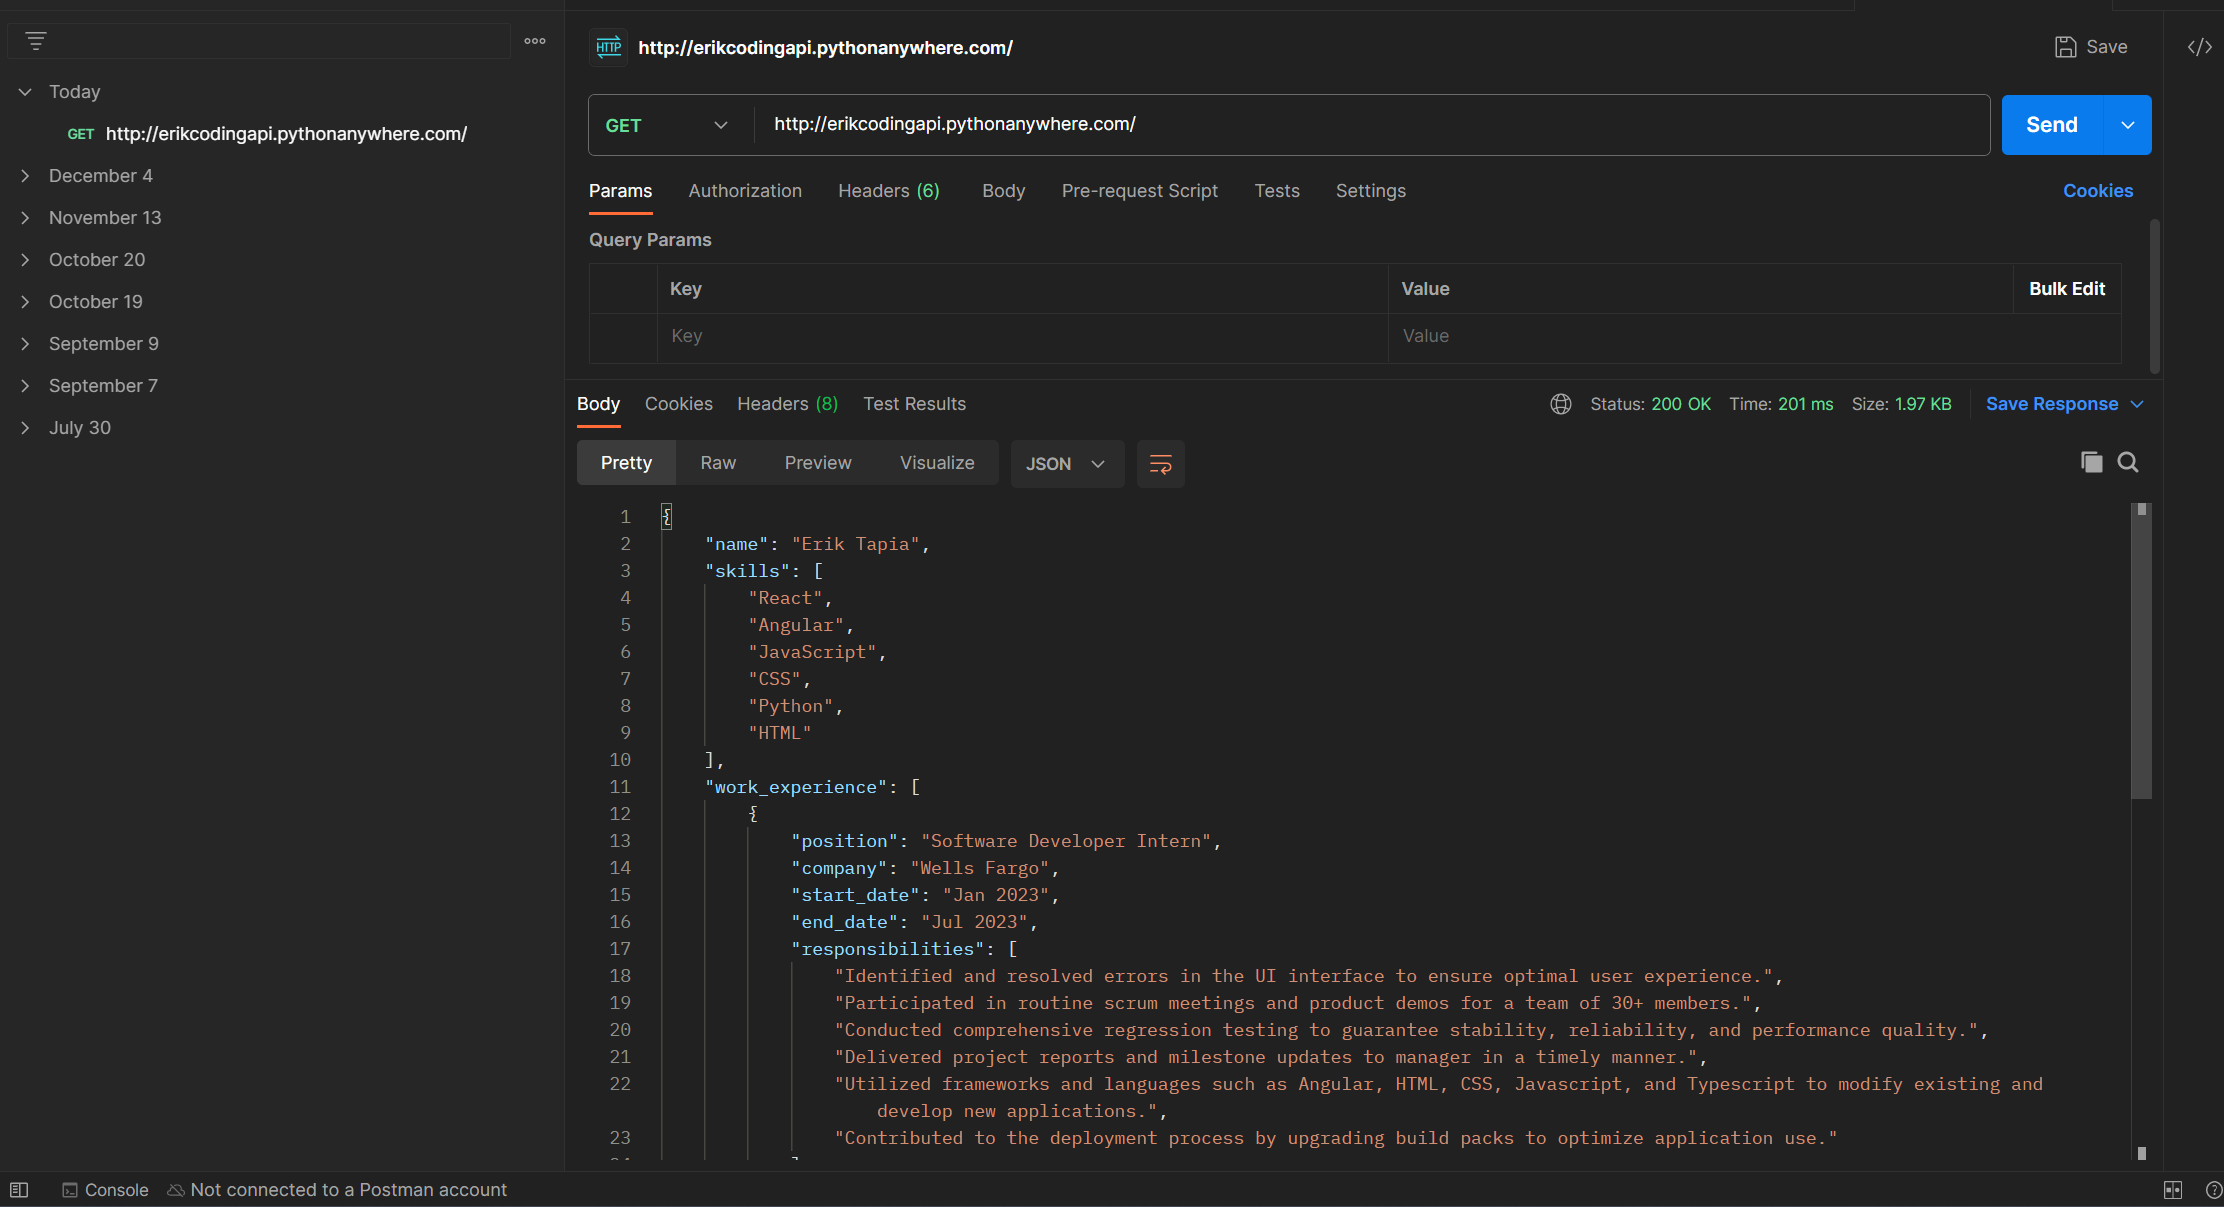 Today
GET http://erikcodingapi.pythonanywhere.com/
December 4
November 13
October 20
October 19
September 9
September 7
July 30
HTTP http://erikcodingapi.pythonanywhere.com/
Save
</>
GET http://erikcodingapi.pythonanywhere.com/
Send
Params Authorization Headers (6) Body Pre-request Script Tests Settings Cookies
Query Params
Key Value Bulk Edit
Key Value
Body Cookies Headers (8) Test Results Status: 200 OK Time: 201 ms Size: 1.97 KB Save Response
Pretty Raw Preview Visualize JSON
1 {
2 "name": "Erik Tapia",
3 "skills": [
4 "React",
5 "Angular",
6 "JavaScript",
7 "CSS",
8 "Python",
9 "HTML"
10 ],
11 "work_experience": [
12 {
13 "position": "Software Developer Intern",
14 "company": "Wells Fargo",
15 "start_date": "Jan 2023",
16 "end_date": "Jul 2023",
17 "responsibilities": [
18 "Identified and resolved errors in the UI interface to ensure optimal user experience.",
19 "Participated in routine scrum meetings and product demos for a team of 30+ members.",
20 "Conducted comprehensive regression testing to guarantee stability, reliability, and performance quality.",
21 "Delivered project reports and milestone updates to manager in a timely manner.",
22 "Utilized frameworks and languages such as Angular, HTML, CSS, Javascript, and Typescript to modify existing and
develop new applications.",
23 "Contributed to the deployment process by upgrading build packs to optimize application use."
Console Not connected to a Postman account